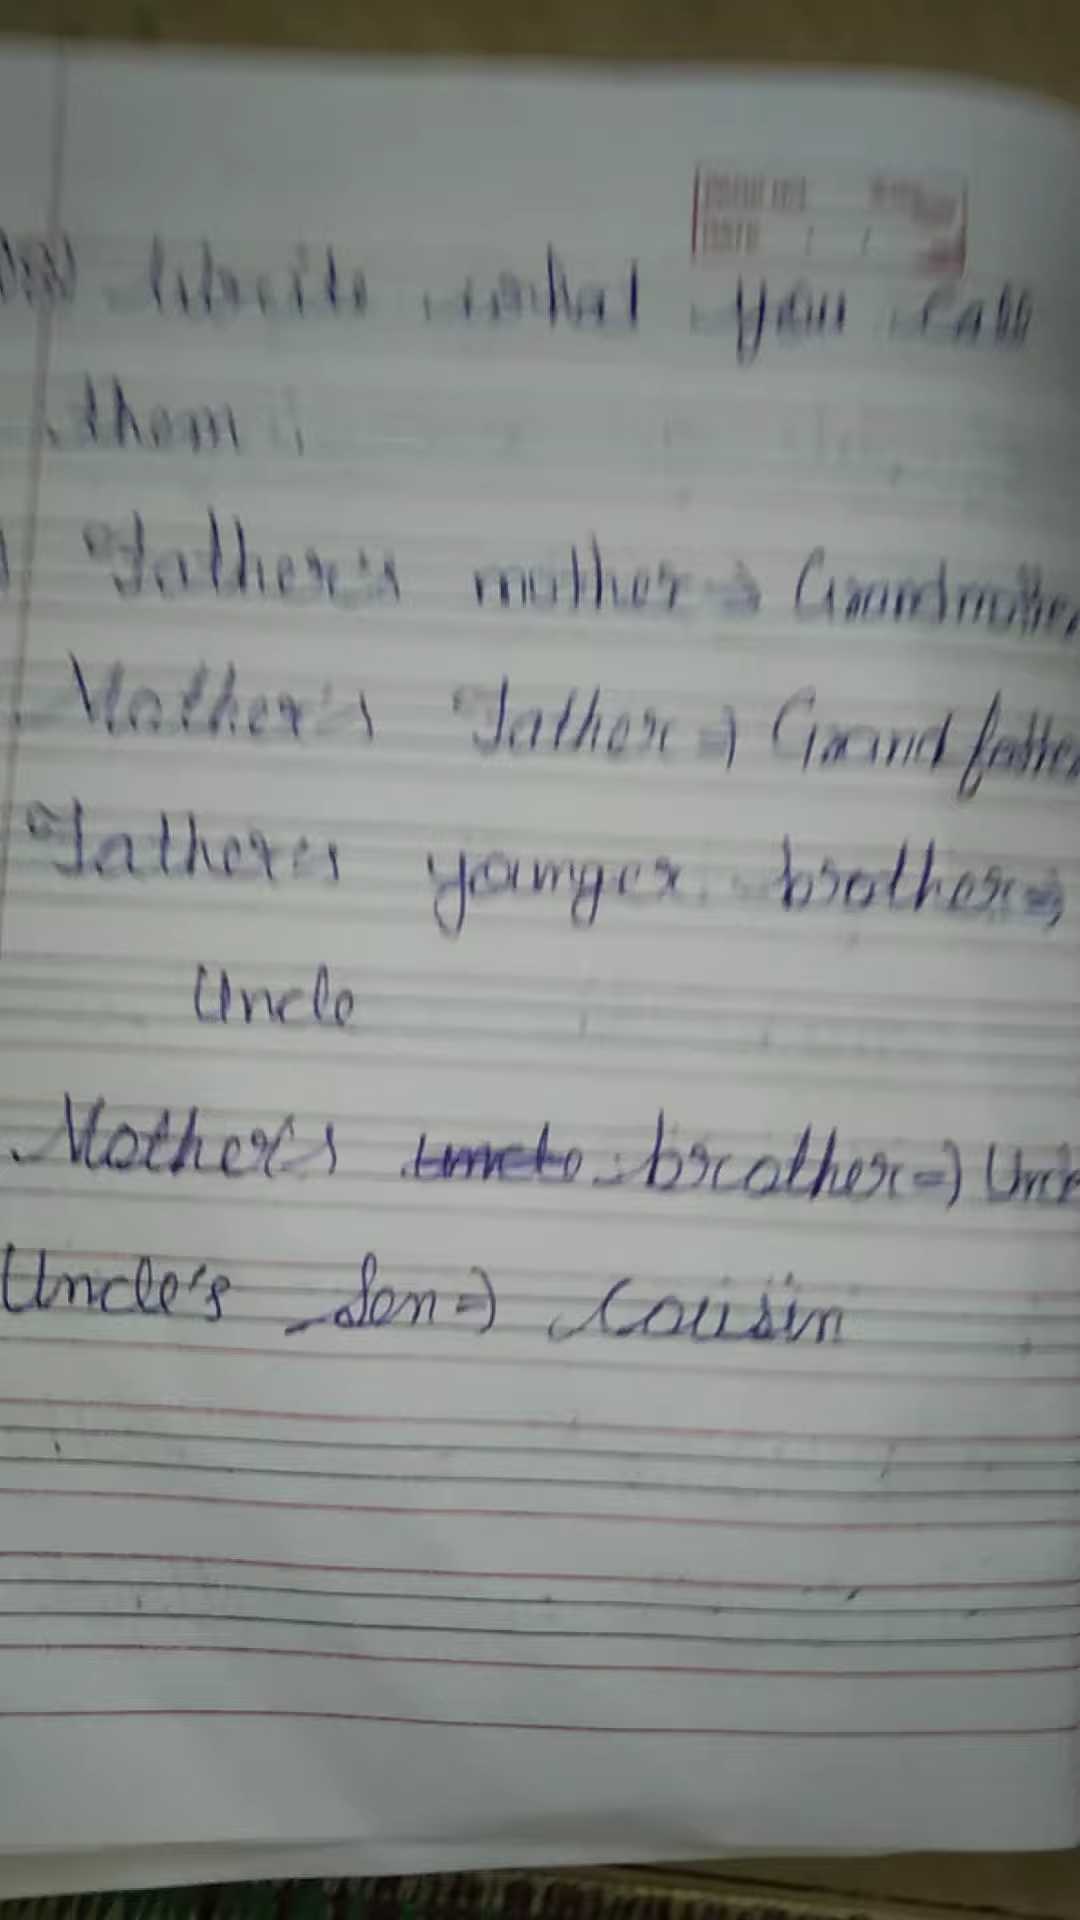 Write what you call
them :
Father's mother ⇒ Grandmother
Mother's Father ⇒ Grand father
Father's younger brother ⇒
Uncle
Mother's brother ⇒ Uncle
Uncle's Son ⇒ Cousin